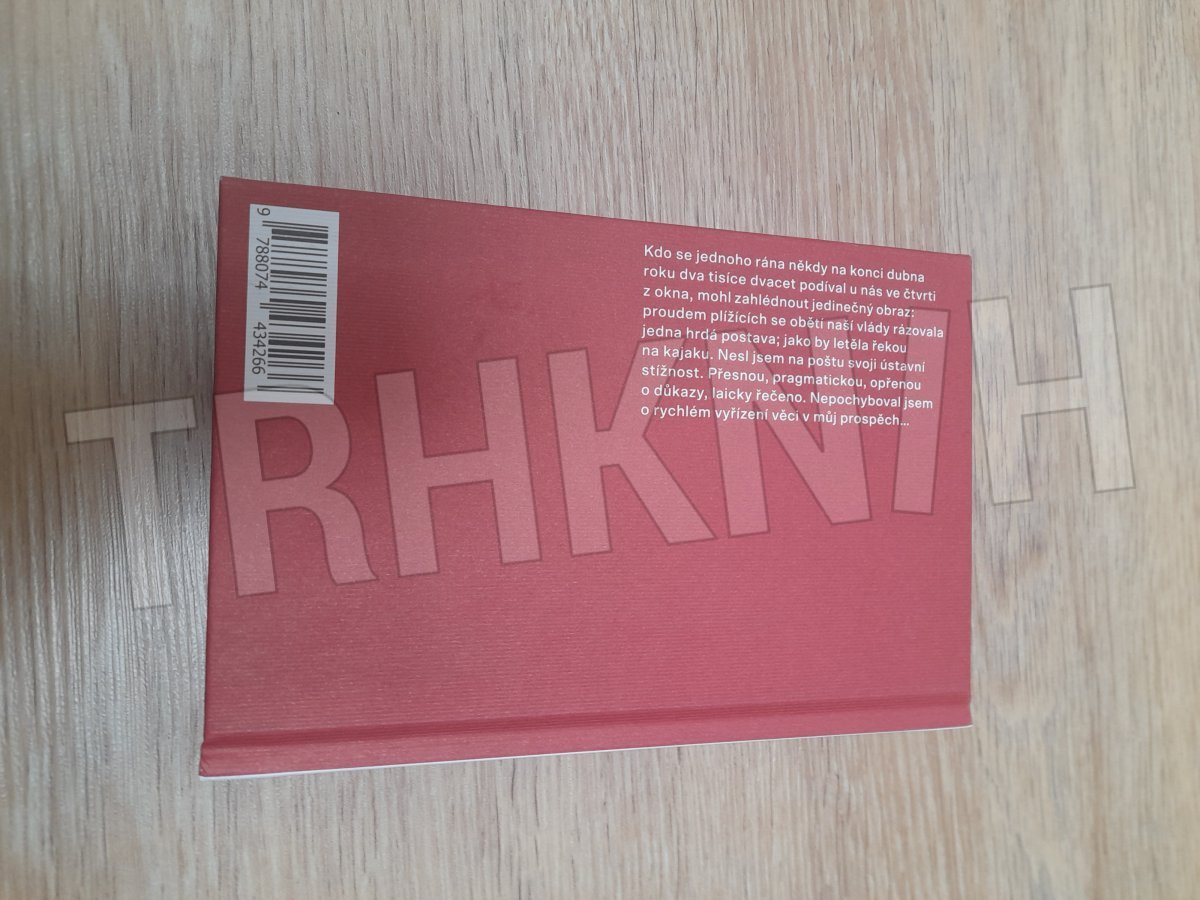 Kdo se jednoho rána někdy na konci dubna
roku dva tisíce dvacet podíval u nás ve čtvrti
z okna, mohl zahlédnout jedinečný obraz:
proudem plížících se obětí naší vlády rázovala
jedna hrdá postava; jako by letěla řekou
na kajaku. Nesl jsem na poštu svoji ústavní
stížnost. Přesnou, pragmatickou, opřenou
o důkazy, laicky řečeno. Nepochyboval jsem
o rychlém vyřízení věci v můj prospěch...
9 788074 434266
TRHKNIH